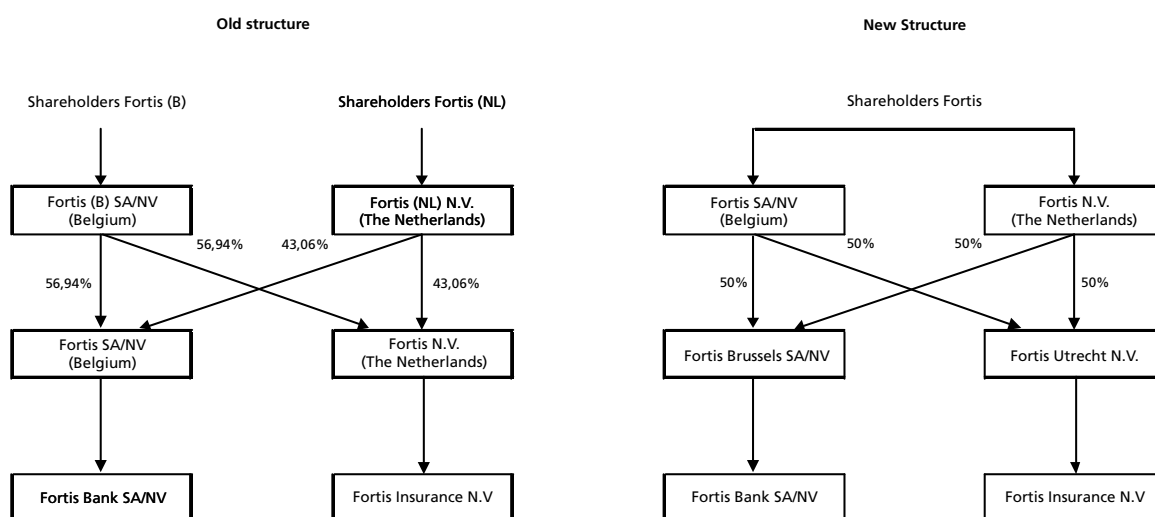 Old structure
New Structure
Shareholders Fortis (B)
Shareholders Fortis (NL)
Shareholders Fortis
Fortis (B) SA/NV
(Belgium)
Fortis (NL) N.V.
(The Netherlands)
Fortis SA/NV
(Belgium)
Fortis N.V.
(The Netherlands)
56,94%
43,06%
50%
50%
56,94%
43,06%
50%
50%
Fortis SA/NV
(Belgium)
Fortis N.V.
(The Netherlands)
Fortis Brussels SA/NV
Fortis Utrecht N.V.
Fortis Bank SA/NV
Fortis Insurance N.V
Fortis Bank SA/NV
Fortis Insurance N.V